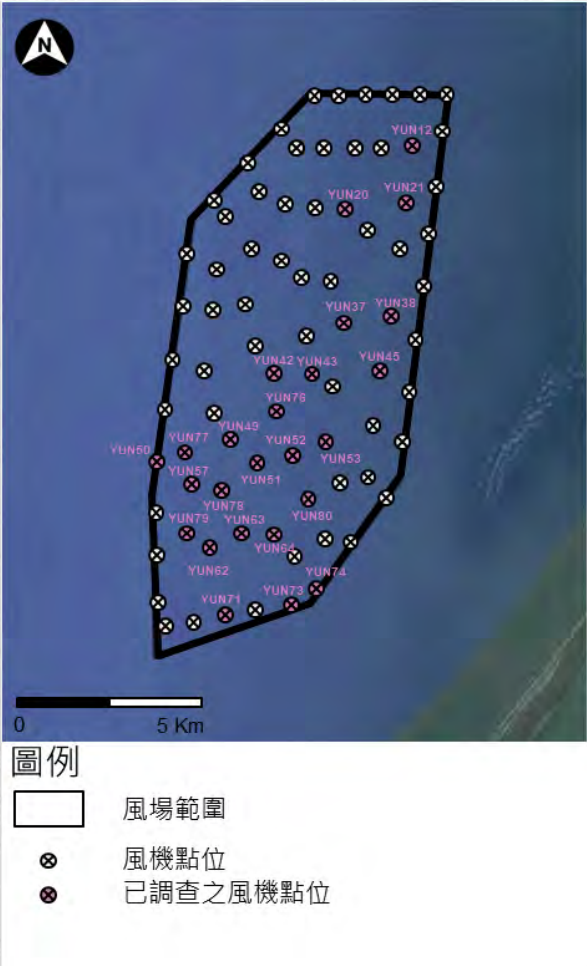 N
YUN12
YUN20 YUN21
YUN37 YUN38
YUN42 YUN43 YUN45
YUN76
YUN49
YUN50 YUN77 YUN52
YUN53
YUN51
YUN57
YUN78
YUN80
YUN79 YUN63
YUN64
YUN62
YUN74
YUN73
YUN71
0 5 Km
圖例
風場範圍
風機點位
已調查之風機點位